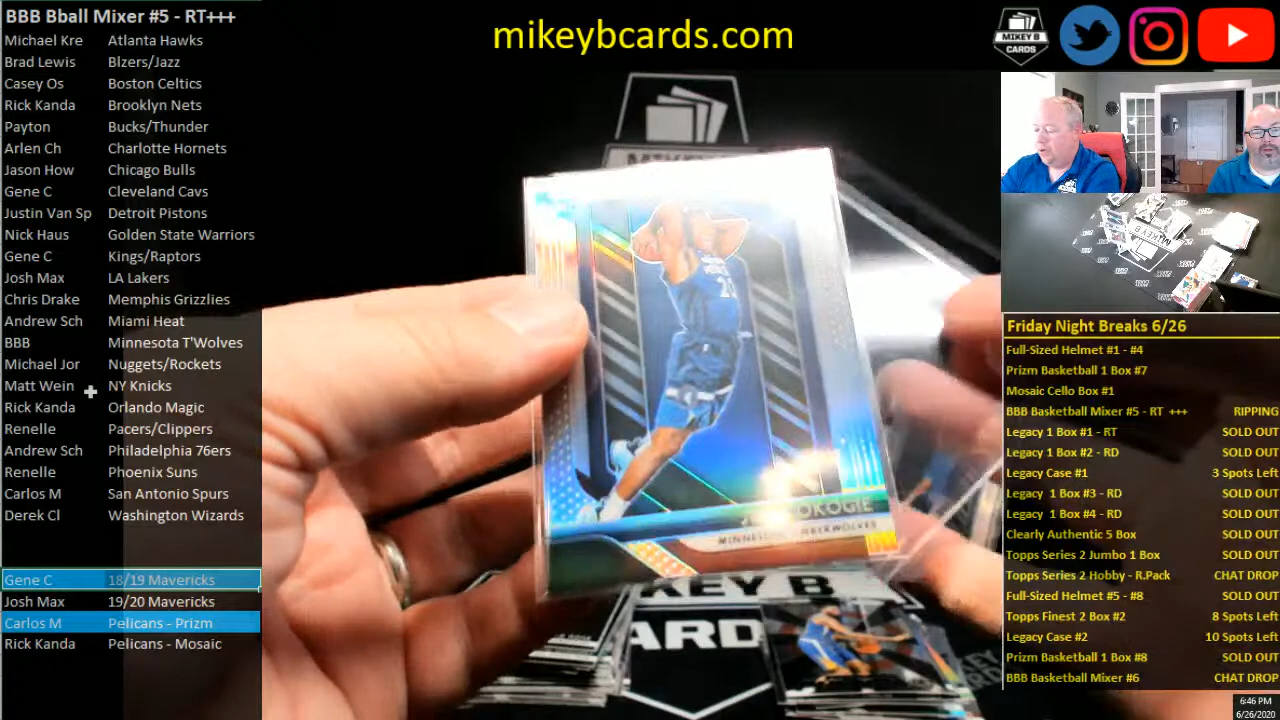 BBB Bball Mixer #5 - RT+++
Michael Kre Atlanta Hawks
Brad Lewis Blzers/Jazz
Casey Os Boston Celtics
Rick Kanda Brooklyn Nets
Payton Bucks/Thunder
Arlen Ch Charlotte Hornets
Jason How Chicago Bulls
Gene C Cleveland Cavs
Justin Van Sp Detroit Pistons
Nick Haus Golden State Warriors
Gene C Kings/Raptors
Josh Max LA Lakers
Chris Drake Memphis Grizzlies
Andrew Sch Miami Heat
BBB Minnesota T'Wolves
Michael Jor Nuggets/Rockets
Matt Wein NY Knicks
Rick Kanda Orlando Magic
Renelle Pacers/Clippers
Andrew Sch Philadelphia 76ers
Renelle Phoenix Suns
Carlos M San Antonio Spurs
Derek Cl Washington Wizards
Gene C 18/19 Mavericks
Josh Max 19/20 Mavericks
Carlos M Pelicans - Prizm
Rick Kanda Pelicans - Mosaic
mikeybcards.com
MIKEY B
CARDS
OKOGIE
MINNESOTA TIMBERWOLVES
KEY B
CARD
Friday Night Breaks 6/26
Full-Sized Helmet #1 - #4
Prizm Basketball 1 Box #7
Mosaic Cello Box #1
BBB Basketball Mixer #5 - RT +++ RIPPING
Legacy 1 Box #1 - RT SOLD OUT
Legacy 1 Box #2 - RD SOLD OUT
Legacy Case #1 3 Spots Left
Legacy 1 Box #3 - RD SOLD OUT
Legacy 1 Box #4 - RD SOLD OUT
Clearly Authentic 5 Box SOLD OUT
Topps Series 2 Jumbo 1 Box SOLD OUT
Topps Series 2 Hobby - R.Pack CHAT DROP
Full-Sized Helmet #5 - #8 SOLD OUT
Topps Finest 2 Box #2 8 Spots Left
Legacy Case #2 10 Spots Left
Prizm Basketball 1 Box #8 SOLD OUT
BBB Basketball Mixer #6 CHAT DROP
6:46 PM
6/26/2020